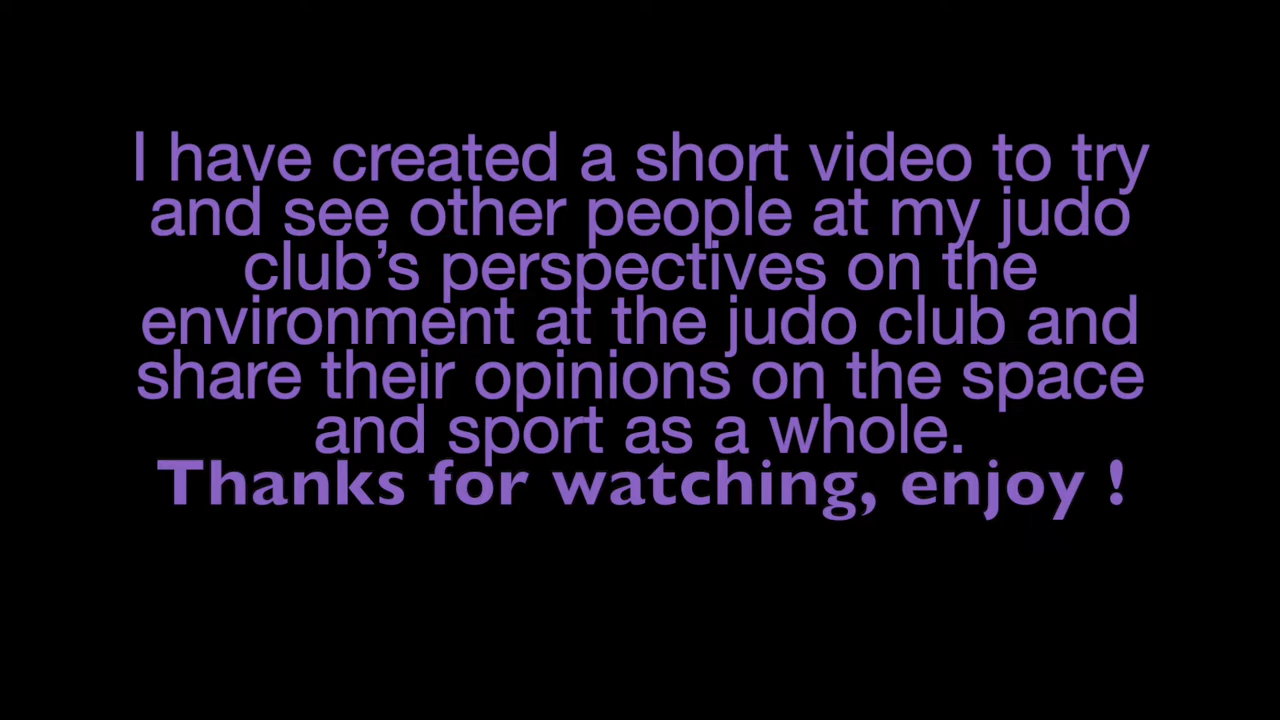 I have created a short video to try
and see other people at my judo
club’s perspectives on the
environment at the judo club and
share their opinions on the space
and sport as a whole.
Thanks for watching, enjoy !